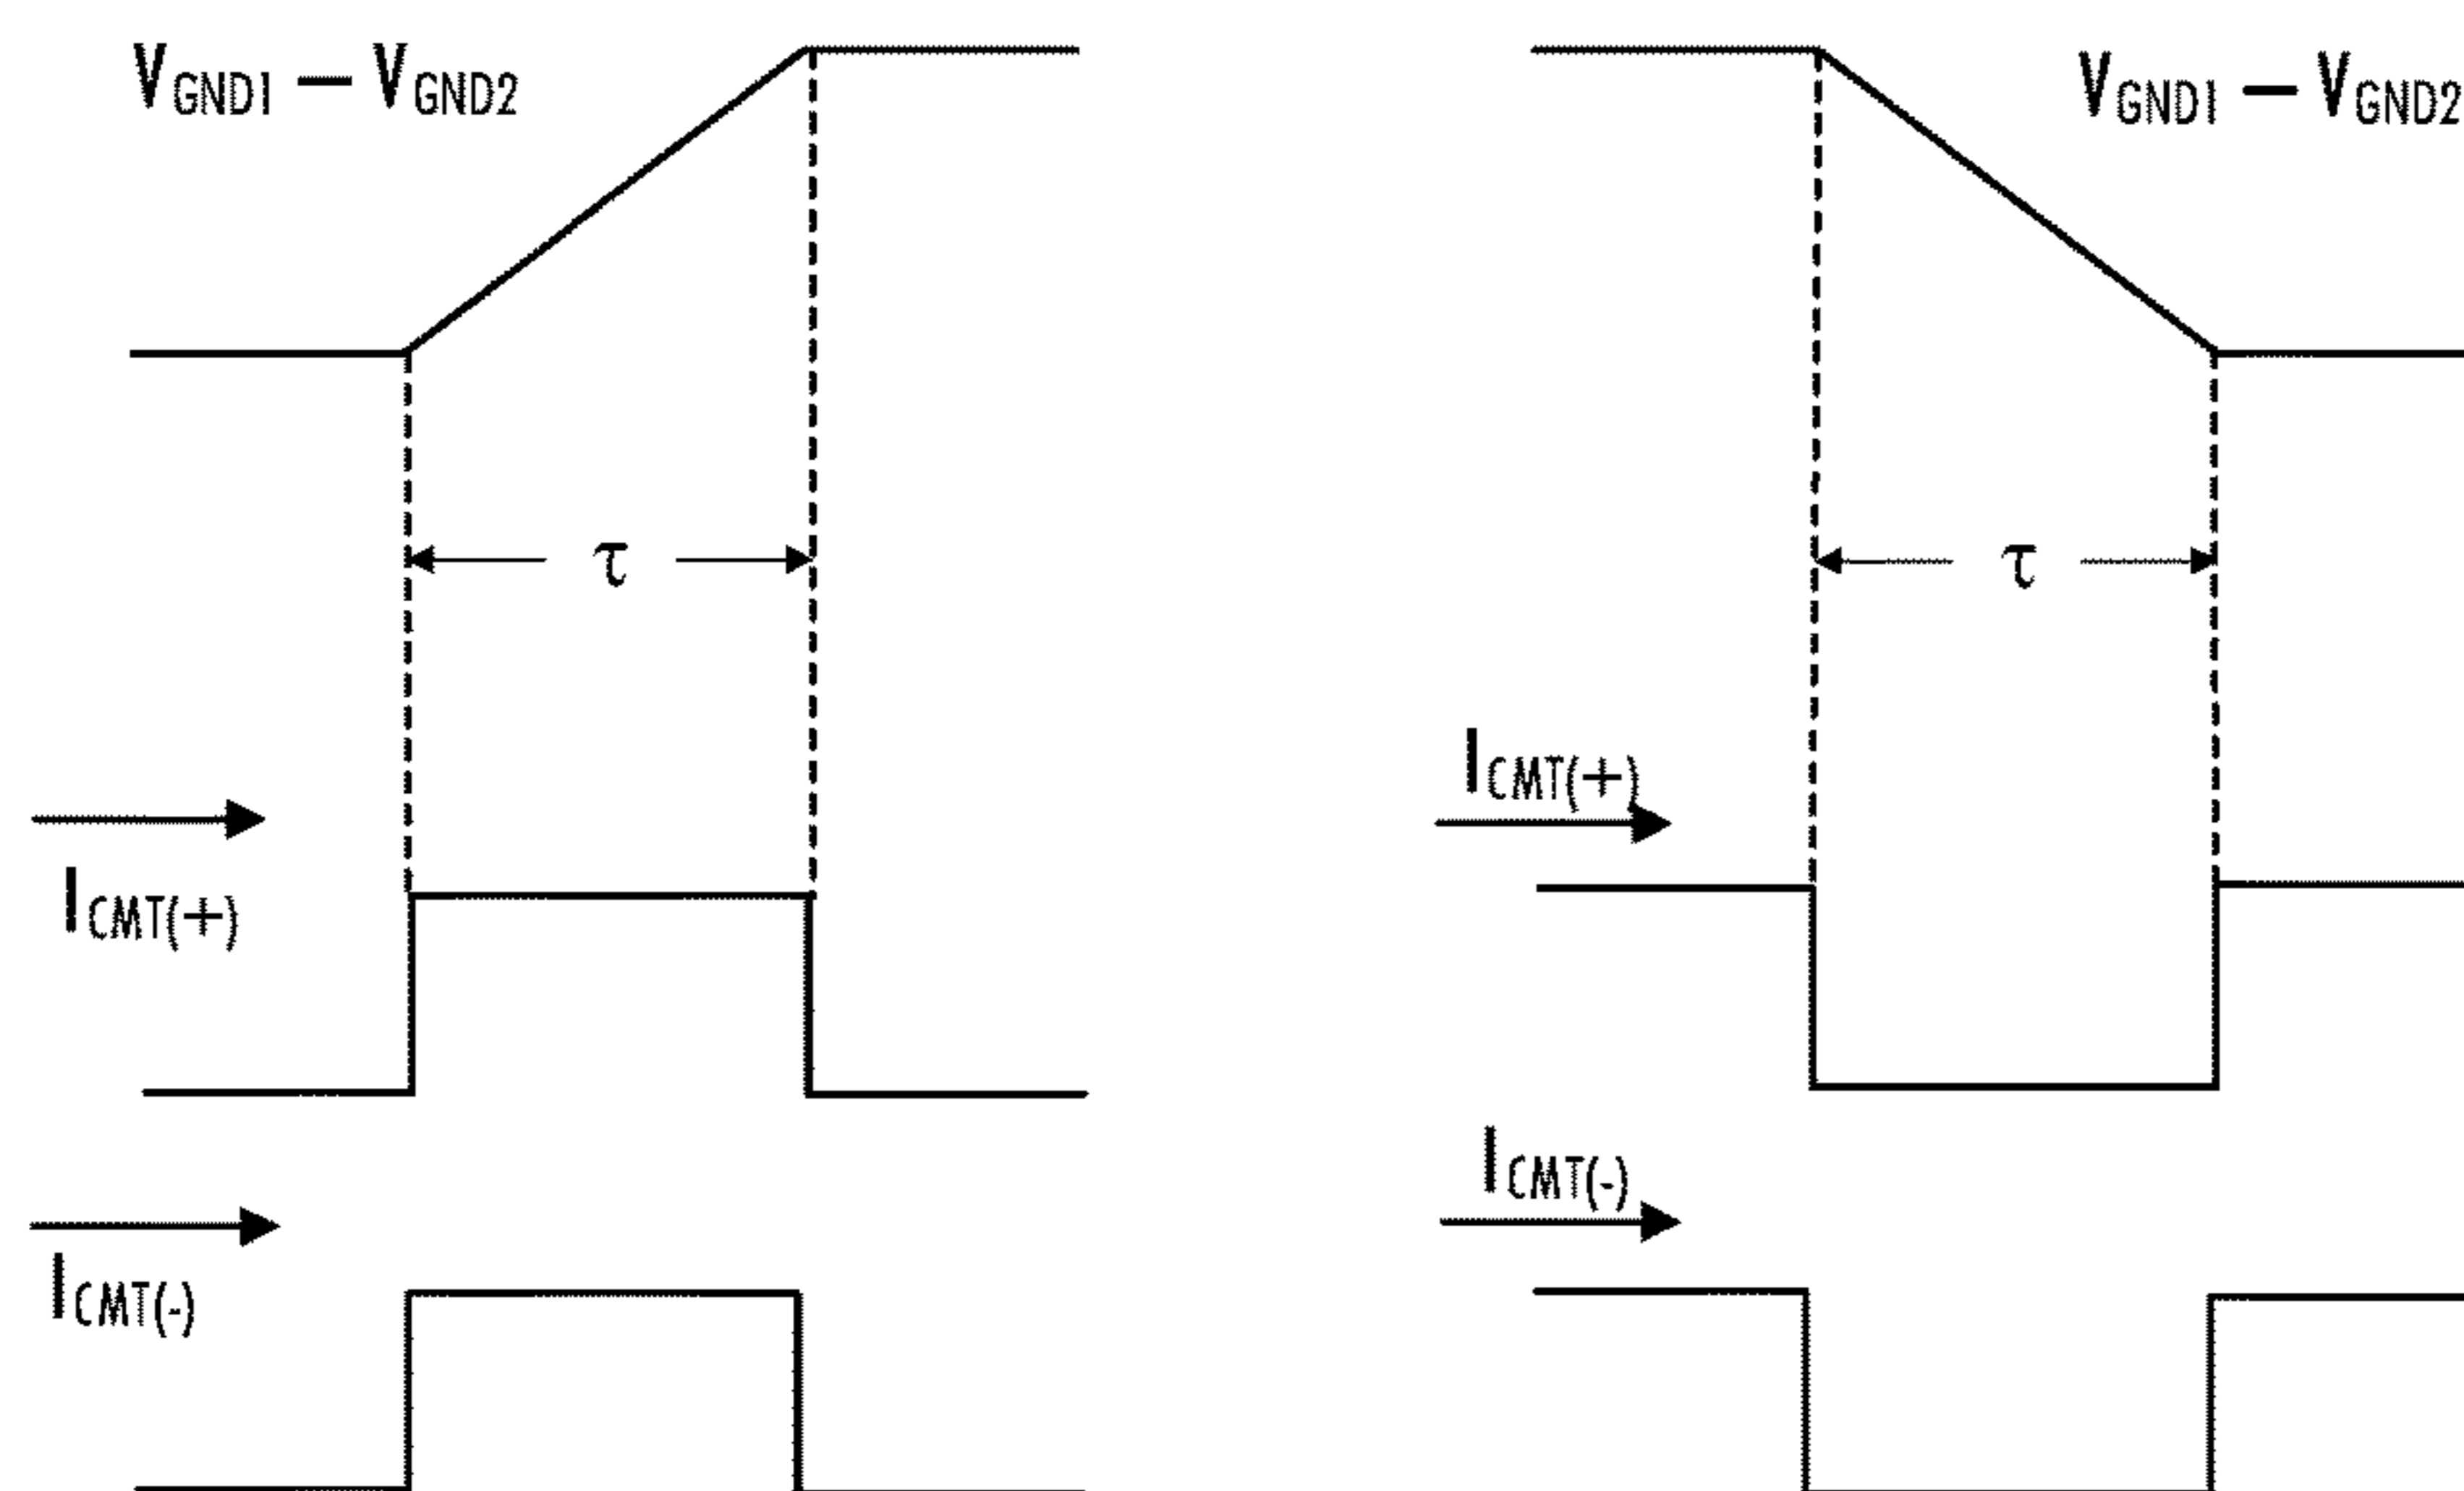 VGND1 – VGND2
τ
ICMT(+)
ICMT(-)
VGND1 – VGND2
τ
ICMT(+)
ICMT(-)